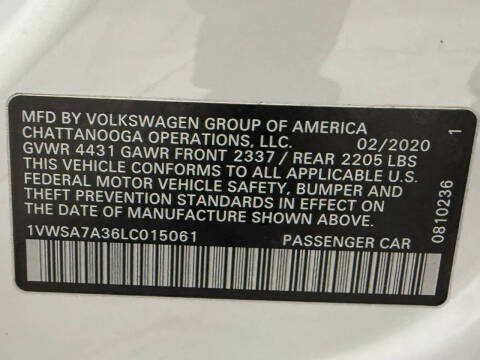 MFD BY VOLKSWAGEN GROUP OF AMERICA
CHATTANOOGA OPERATIONS, LLC. 02/2020
GVWR 4431 GAWR FRONT 2337 / REAR 2205 LBS
THIS VEHICLE CONFORMS TO ALL APPLICABLE U.S.
FEDERAL MOTOR VEHICLE SAFETY, BUMPER AND
THEFT PREVENTION STANDARDS IN EFFECT ON
THE DATE OF MANUFACTURE SHOWN ABOVE.
1VWSA7A36LC015061 PASSENGER CAR
0810236 1